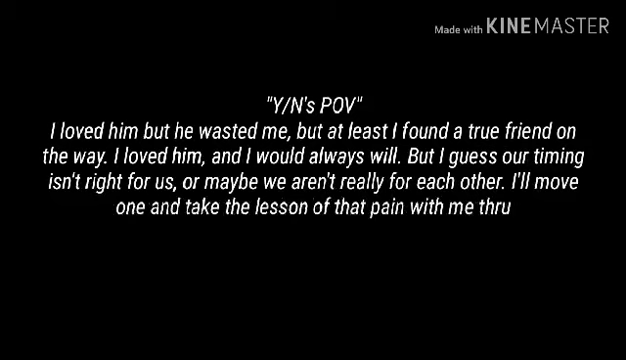 Made with KINEMASTER
"Y/N's POV"
I loved him but he wasted me, but at least I found a true friend on
the way. I loved him, and I would always will. But I guess our timing
isn't right for us, or maybe we aren't really for each other. I'll move
one and take the lesson of that pain with me thru